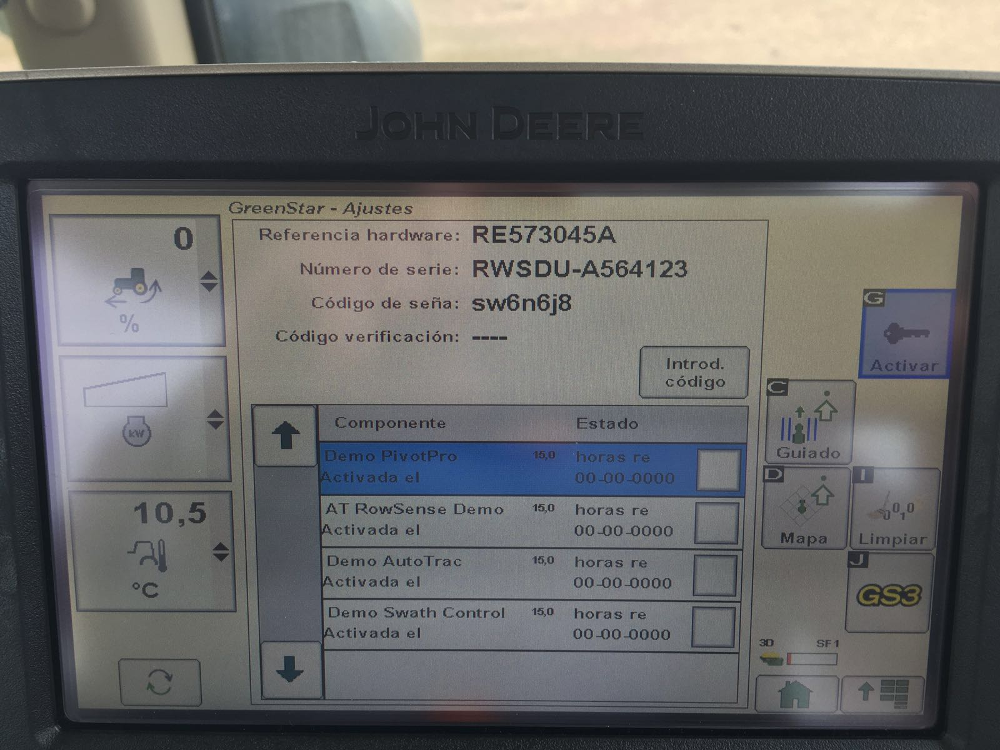 JOHN DEERE
GreenStar - Ajustes
0
%
kW
10,5
°C
Referencia hardware: RE573045A
Número de serie: RWSDU-A564123
Código de seña: sw6n6j8
Código verificación: ----
Introd.
código
Componente Estado
Demo PivotPro 15,0 horas re
Activada el 00-00-0000
AT RowSense Demo 15,0 horas re
Activada el 00-00-0000
Demo AutoTrac 15,0 horas re
Activada el 00-00-0000
Demo Swath Control 15,0 horas re
Activada el 00-00-0000
G
Activar
C
Guiado
D
Mapa
I
0 0,0
Limpiar
J
GS3
3D SF1